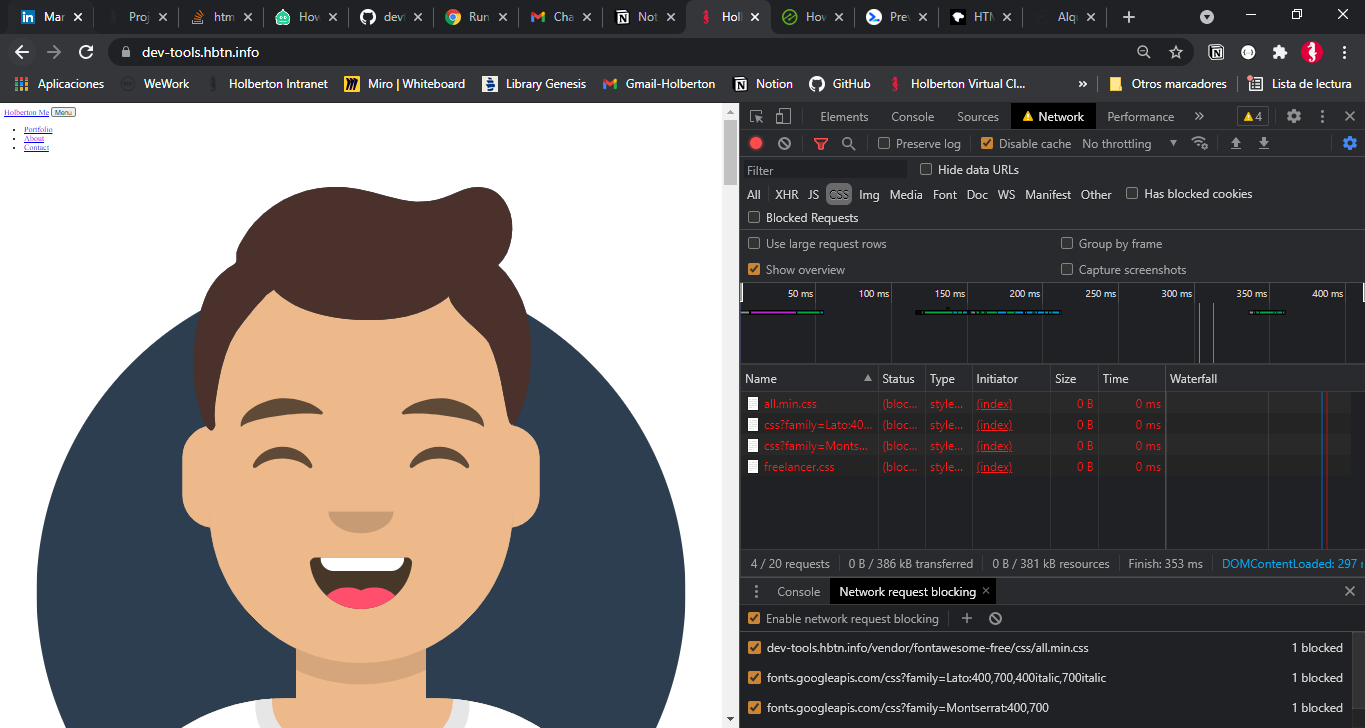 Mar
Proj
htm
How
dev
Run
Cha
Not
Holl
How
Prev
HTM
Alqu
dev-tools.hbtn.info
Aplicaciones
WeWork
Holberton Intranet
Miro | Whiteboard
Library Genesis
Gmail-Holberton
Notion
GitHub
Holberton Virtual Cl...
»
Otros marcadores
Lista de lectura
Holberton Me Menu
Portfolio
About
Contact
Elements Console Sources Network Performance » 4
Preserve log Disable cache No throttling
Filter Hide data URLs
All XHR JS CSS Img Media Font Doc WS Manifest Other Has blocked cookies
Blocked Requests
Use large request rows Group by frame
Show overview Capture screenshots
50 ms 100 ms 150 ms 200 ms 250 ms 300 ms 350 ms 400 ms
Name Status Type Initiator Size Time Waterfall
all.min.css (bloc... style... (index) 0 B 0 ms
css?family=Lato:40... (bloc... style... (index) 0 B 0 ms
css?family=Monts... (bloc... style... (index) 0 B 0 ms
freelancer.css (bloc... style... (index) 0 B 0 ms
4 / 20 requests 0 B / 386 kB transferred 0 B / 381 kB resources Finish: 353 ms DOMContentLoaded: 297
Console Network request blocking
Enable network request blocking
dev-tools.hbtn.info/vendor/fontawesome-free/css/all.min.css 1 blocked
fonts.googleapis.com/css?family=Lato:400,700,400italic,700italic 1 blocked
fonts.googleapis.com/css?family=Montserrat:400,700 1 blocked